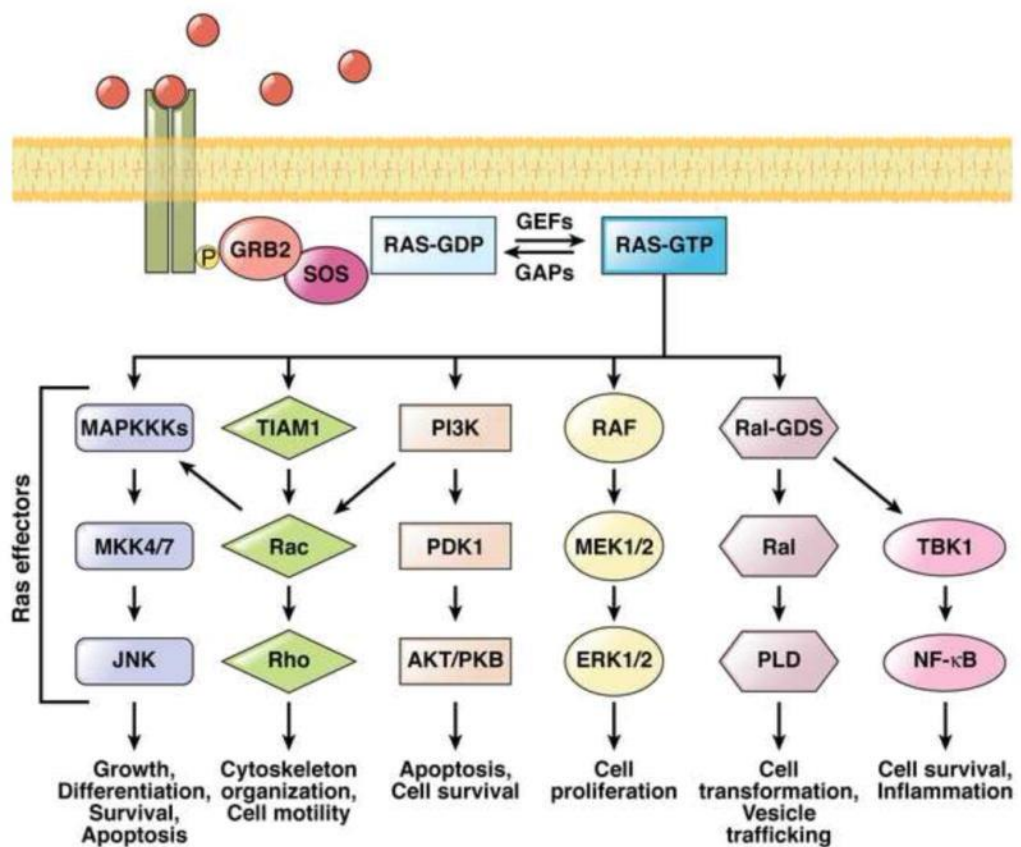 GEFs
P
GRB2
SOS
RAS-GDP
RAS-GTP
GAPs
Ras effectors
MAPKKKs
TIAM1
PI3K
RAF
Ral-GDS
MKK4/7
Rac
PDK1
MEK1/2
Ral
TBK1
JNK
Rho
AKT/PKB
ERK1/2
PLD
NF-κB
Growth,
Differentiation,
Survival,
Apoptosis
Cytoskeleton
organization,
Cell motility
Apoptosis,
Cell survival
Cell
proliferation
Cell
transformation,
Vesicle
trafficking
Cell survival,
Inflammation